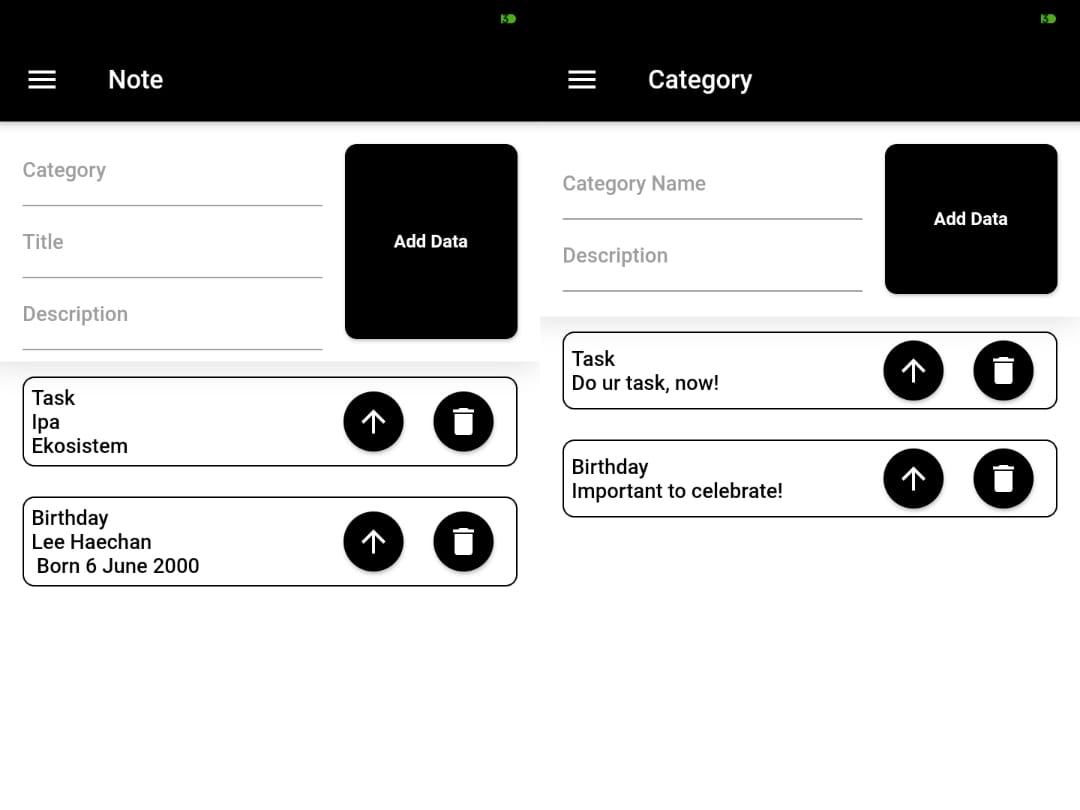 Note
Category
Title
Description
Add Data
Task
Ipa
Ekosistem
Birthday
Lee Haechan
Born 6 June 2000
Category
Category Name
Description
Add Data
Task
Do ur task, now!
Birthday
Important to celebrate!